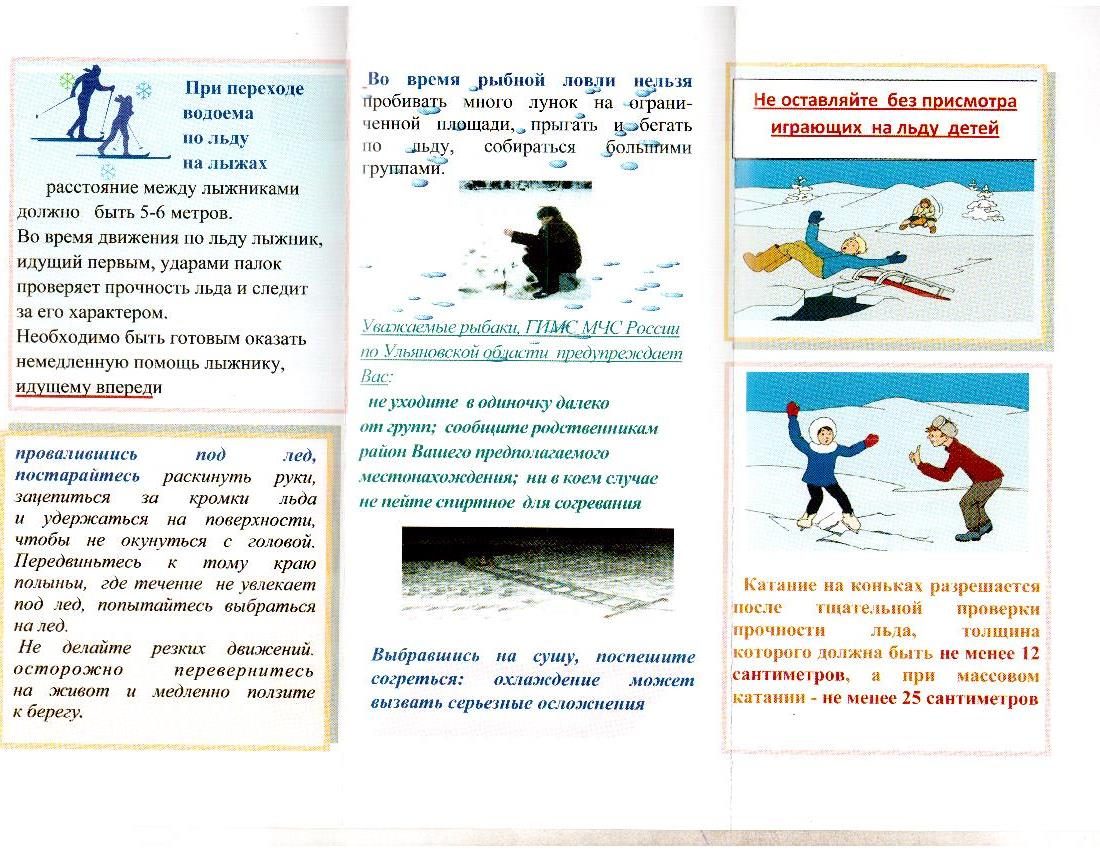 При переходе
водоема
по льду
на лыжах
расстояние между лыжниками
должно быть 5-6 метров.
Во время движения по льду лыжник,
идущий первым, ударами палок
проверяет прочность льда и следит
за его характером.
Необходимо быть готовым оказать
немедленную помощь лыжнику,
идущему впереди
провалившись под лед,
постарайтесь раскинуть руки,
зацепиться за кромки льда
и удержаться на поверхности,
чтобы не окунуться с головой.
Передвиньтесь к тому краю
полыньи, где течение не увлекает
под лед, попытайтесь выбраться
на лед.
Не делайте резких движений.
осторожно перевернитесь
на живот и медленно ползите
к берегу.
Во время рыбной ловли нельзя
пробивать много лунок на ограни-
ченной площади, прыгать и бегать
по льду, собираться большими
группами.
Уважаемые рыбаки, ГИМС МЧС России
по Ульяновской области предупреждает
Вас:
не уходите в одиночку далеко
от групп; сообщите родственникам
район Вашего предполагаемого
местонахождения; ни в коем случае
не пейте спиртное для согревания
Выбравшись на сушу, поспешите
согреться: охлаждение может
вызвать серьезные осложнения
Не оставляйте без присмотра
играющих на льду детей
Катание на коньках разрешается
после тщательной проверки
прочности льда, толщина
которого должна быть не менее 12
сантиметров, а при массовом
катании - не менее 25 сантиметров